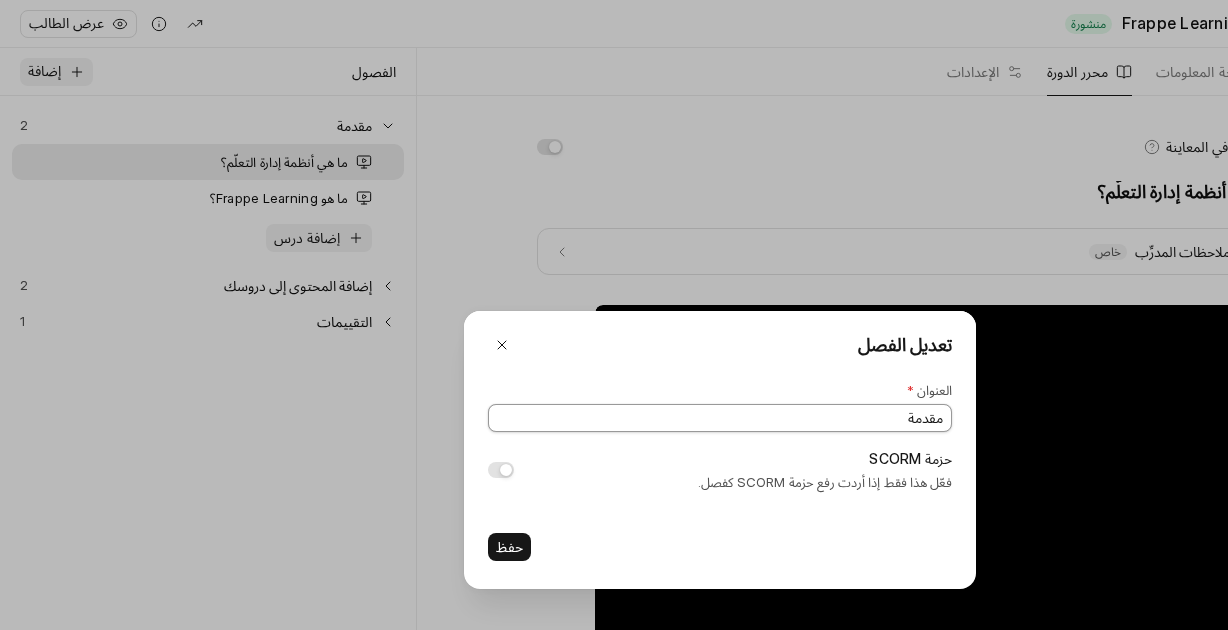 Frappe Learni منشورة
عرض الطالب
محرر الدورة
الإعدادات
المعلومات
الفصول
إضافة
مقدمة
2
ما هي أنظمة إدارة التعلّم؟
ما هو Frappe Learning؟
إضافة درس
إضافة المحتوى إلى دروسك
2
التقييمات
1
في المعاينة
أنظمة إدارة التعلّم؟
ملاحظات المدرِّب خاص
تعديل الفصل
العنوان *
مقدمة
حزمة SCORM
فعّل هذا فقط إذا أردت رفع حزمة SCORM كفصل.
حفظ